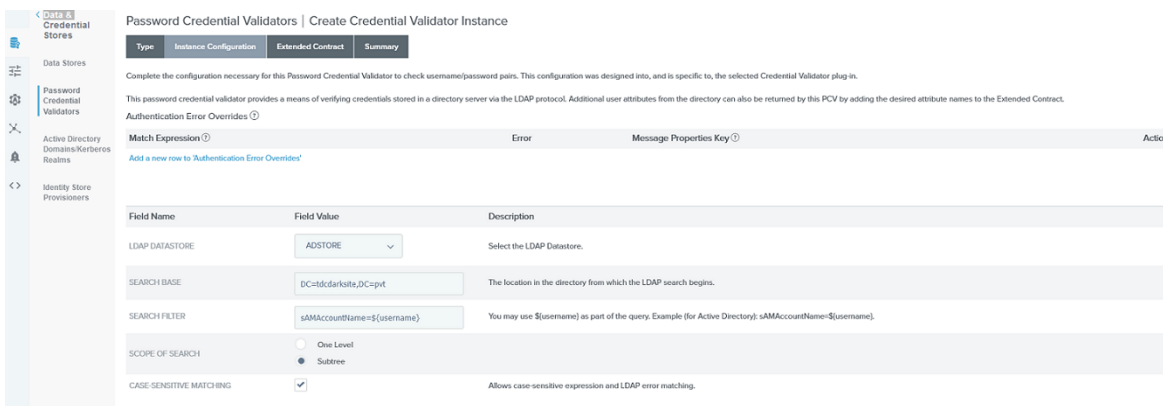 Data &
Credential
Stores
Data Stores
Password
Credential
Validators
Active Directory
Domains/Kerberos
Realms
Identity Store
Provisioners
Password Credential Validators | Create Credential Validator Instance
Type Instance Configuration Extended Contract Summary
Complete the configuration necessary for this Password Credential Validator to check username/password pairs. This configuration was designed into, and is specific to, the selected Credential Validator plug-in.
This password credential validator provides a means of verifying credentials stored in a directory server via the LDAP protocol. Additional user attributes from the directory can also be returned by this PCV by adding the desired attribute names to the Extended Contract.
Authentication Error Overrides ?
Match Expression ? Error Message Properties Key ? Actio
Add a new row to 'Authentication Error Overrides'
Field Name Field Value Description
LDAP DATASTORE ADSTORE Select the LDAP Datastore.
SEARCH BASE DC=tdcdarksite,DC=pvt The location in the directory from which the LDAP search begins.
SEARCH FILTER sAMAccountName=${username} You may use ${username} as part of the query. Example (for Active Directory): sAMAccountName=${username}.
SCOPE OF SEARCH One Level
Subtree
CASE-SENSITIVE MATCHING Allows case-sensitive expression and LDAP error matching.